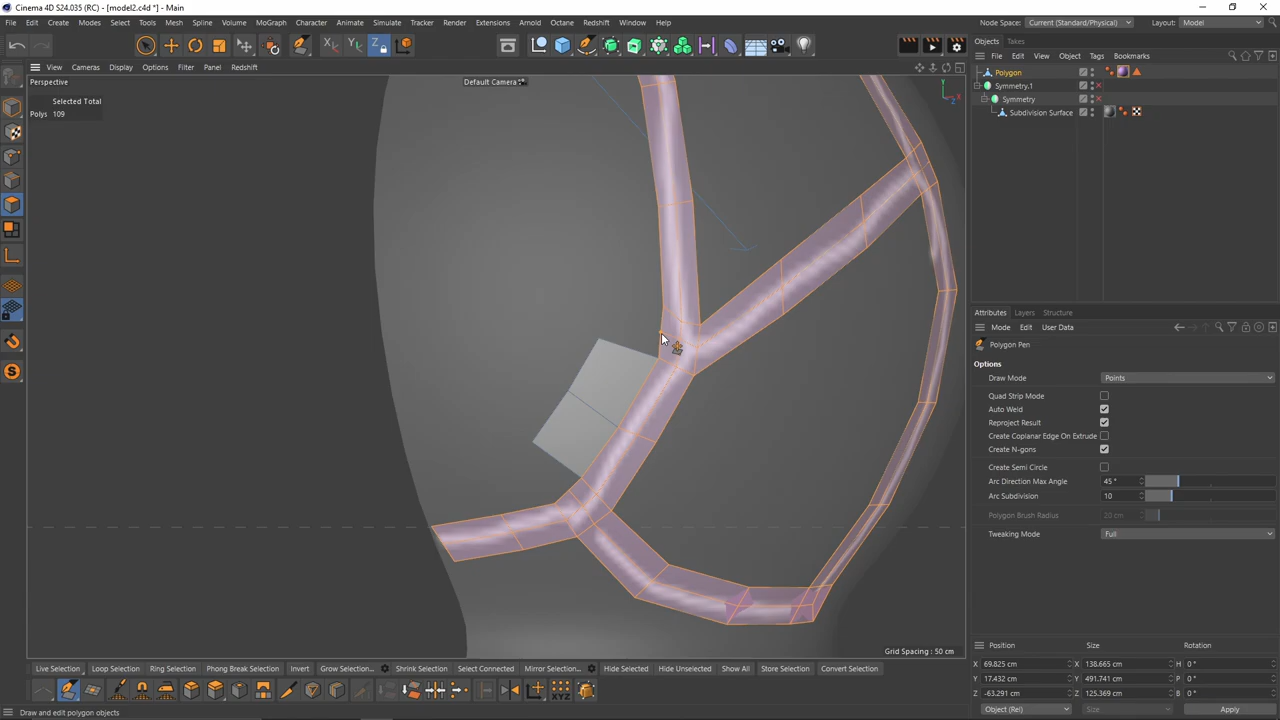 Cinema 4D S24.035 (RC) - [model2.c4d *] - Main
File Edit Create Modes Select Tools Mesh Spline Volume MoGraph Character Animate Simulate Tracker Render Extensions Arnold Octane Redshift Window Help
Node Space: Current (Standard/Physical) Layout: Model
Objects Takes
File Edit View Object Tags Bookmarks
View Cameras Display Options Filter Panel Redshift
Perspective
Default Camera
Selected Total
Polys 109
Polygon
Symmetry.1
Symmetry
Subdivision Surface
Attributes Layers Structure
Mode Edit User Data
Polygon Pen
Options
Draw Mode Points
Quad Strip Mode
Auto Weld
Reproject Result
Create Coplanar Edge On Extrude
Create N-gons
Create Semi Circle
Arc Direction Max Angle 45 °
Arc Subdivision 10
Polygon Brush Radius 20 cm
Tweaking Mode Full
Grid Spacing : 50 cm
Position Size Rotation
X 69.825 cm X 138.665 cm H 0 °
Y 17.432 cm Y 491.741 cm P 0 °
Z -63.291 cm Z 125.369 cm B 0 °
Object (Rel) Size Apply
Live Selection Loop Selection Ring Selection Phong Break Selection Invert Grow Selection... Shrink Selection Select Connected Mirror Selection... Hide Selected Hide Unselected Show All Store Selection Convert Selection
Draw and edit polygon objects